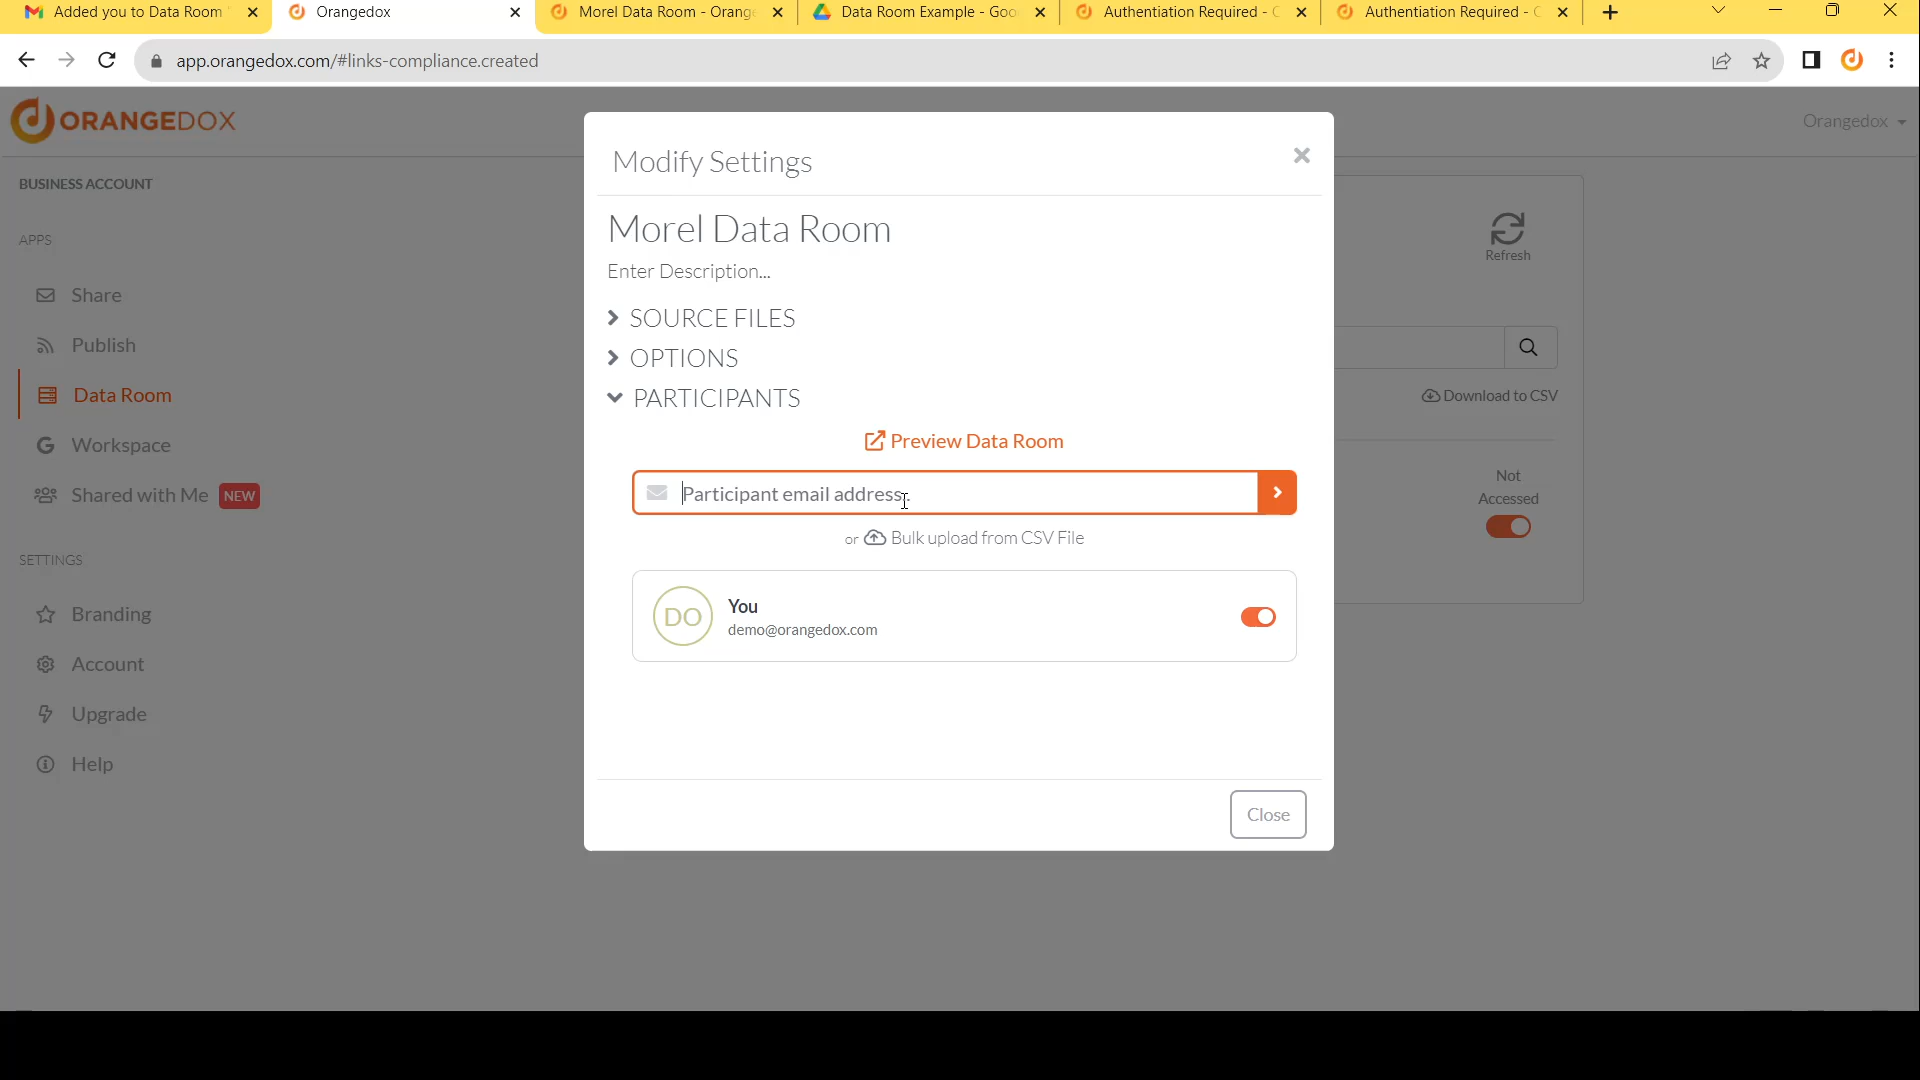 Added you to Data Room
Orangedox
Morel Data Room - Orange
Data Room Example - Goo
Authentiation Required - C
Authentiation Required - C
app.orangedox.com/#links-compliance.created
ORANGEDOX
Orangedox
BUSINESS ACCOUNT
APPS
Share
Publish
Data Room
Workspace
Shared with Me NEW
SETTINGS
Branding
Account
Upgrade
Help
Modify Settings
Morel Data Room
Enter Description...
SOURCE FILES
OPTIONS
PARTICIPANTS
Preview Data Room
Participant email address..
or Bulk upload from CSV File
DO
You
demo@orangedox.com
Close
Refresh
Download to CSV
Not
Accessed